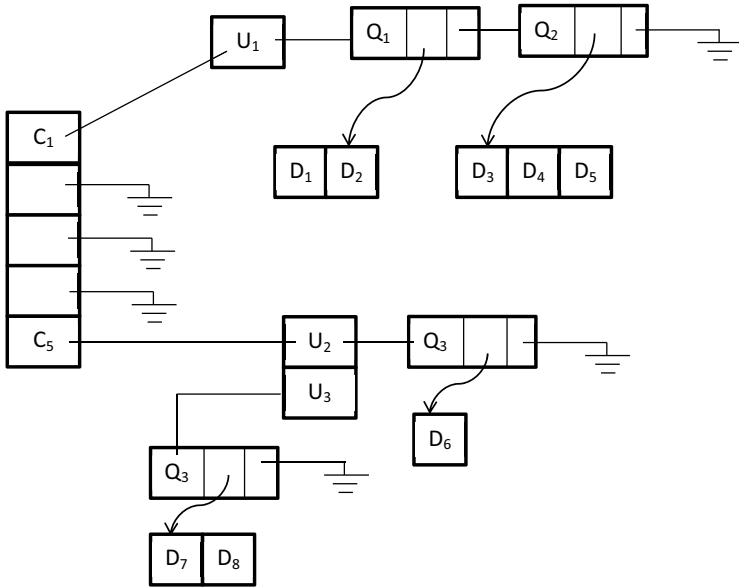 U₁ Q₁ Q₂
C₁
D₁ D₂ D₃ D₄ D₅
C₅ U₂ Q₃
U₃
D₆
Q₃
D₇ D₈